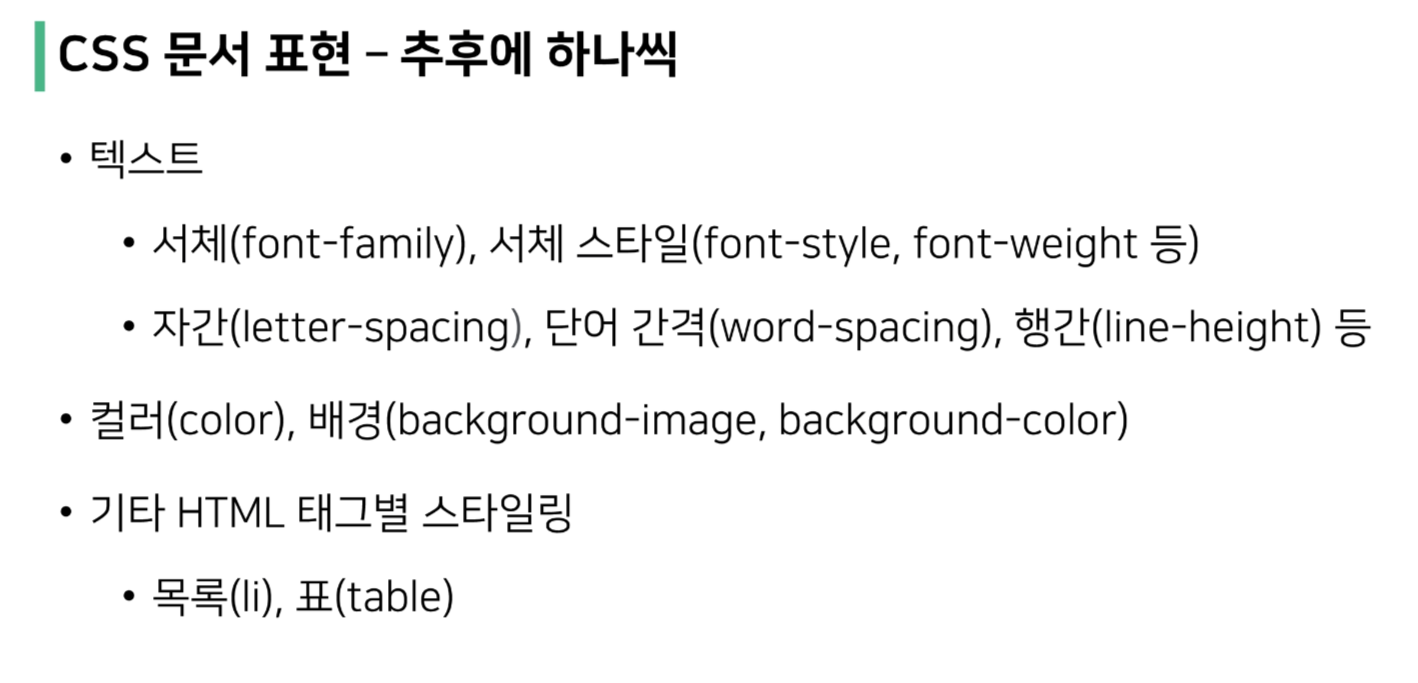 CSS 문서 표현 – 추후에 하나씩
• 텍스트
• 서체(font-family), 서체 스타일(font-style, font-weight 등)
• 자간(letter-spacing), 단어 간격(word-spacing), 행간(line-height) 등
• 컬러(color), 배경(background-image, background-color)
• 기타 HTML 태그별 스타일링
• 목록(li), 표(table)